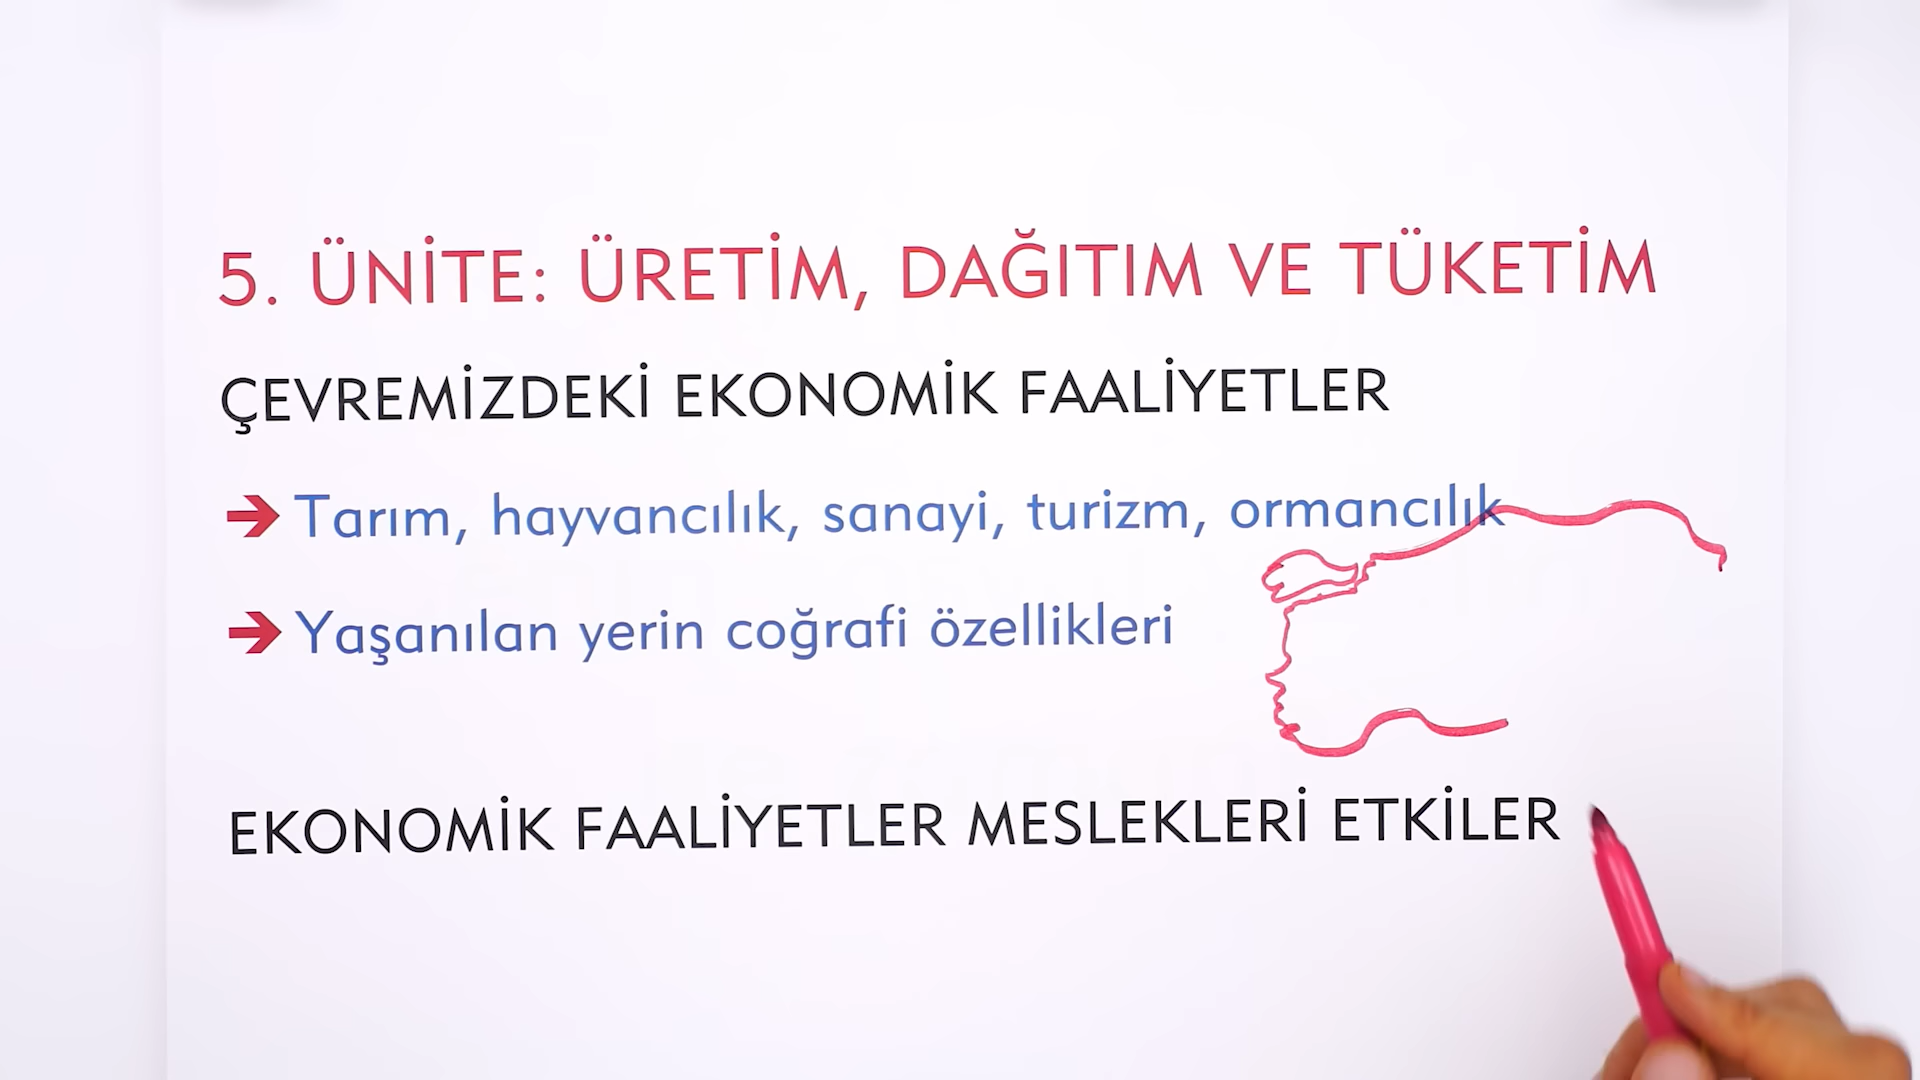 5. ÜNİTE: ÜRETİM, DAĞITIM VE TÜKETİM
ÇEVREMİZDEKİ EKONOMİK FAALİYETLER
➔ Tarım, hayvancılık, sanayi, turizm, ormancılık
➔ Yaşanılan yerin coğrafi özellikleri
EKONOMİK FAALİYETLER MESLEKLERİ ETKİLER